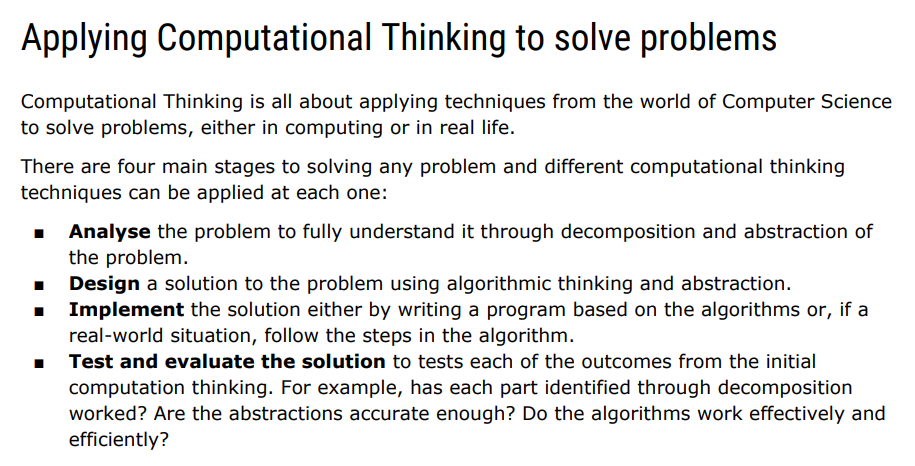 Applying Computational Thinking to solve problems
Computational Thinking is all about applying techniques from the world of Computer Science
to solve problems, either in computing or in real life.
There are four main stages to solving any problem and different computational thinking
techniques can be applied at each one:
▪ Analyse the problem to fully understand it through decomposition and abstraction of
the problem.
▪ Design a solution to the problem using algorithmic thinking and abstraction.
▪ Implement the solution either by writing a program based on the algorithms or, if a
real-world situation, follow the steps in the algorithm.
▪ Test and evaluate the solution to tests each of the outcomes from the initial
computation thinking. For example, has each part identified through decomposition
worked? Are the abstractions accurate enough? Do the algorithms work effectively and
efficiently?